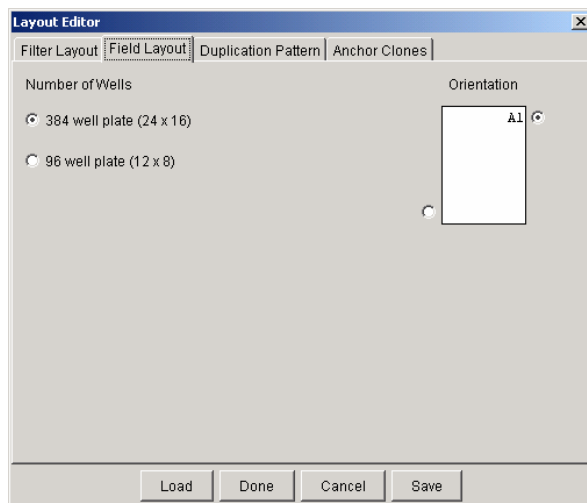 Layout Editor
Filter Layout Field Layout Duplication Pattern Anchor Clones
Number of Wells Orientation
384 well plate (24 x 16) A1
96 well plate (12 x 8)
Load Done Cancel Save